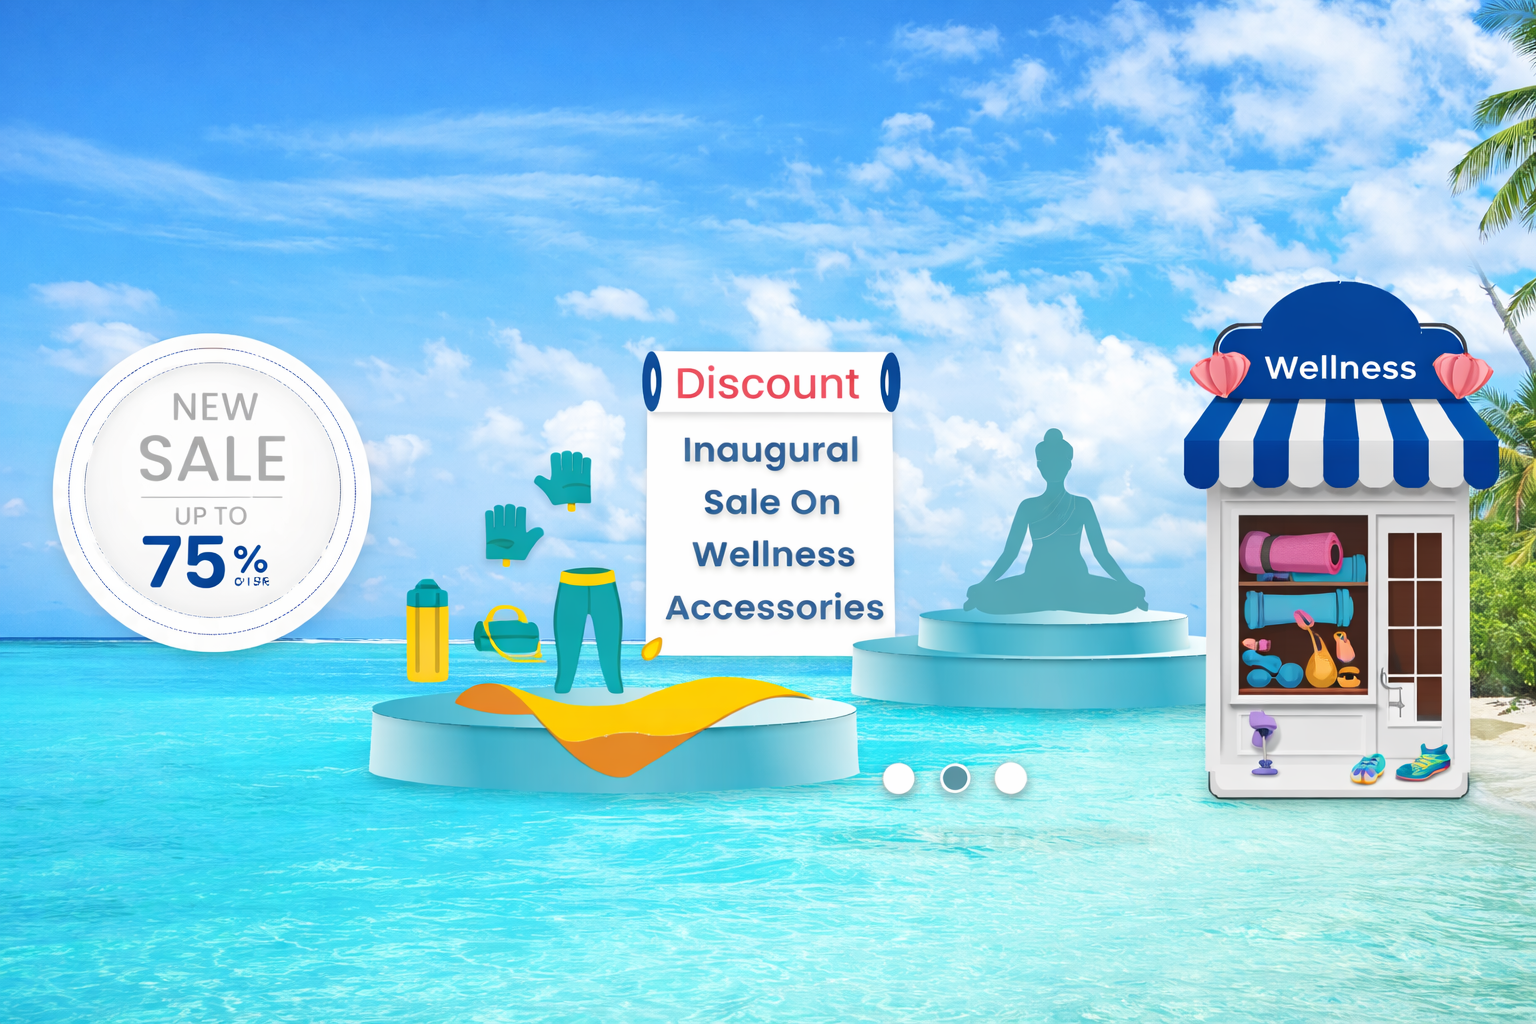 NEW
SALE
UP TO
75%
Discount
Inaugural
Sale On
Wellness
Accessories
Wellness